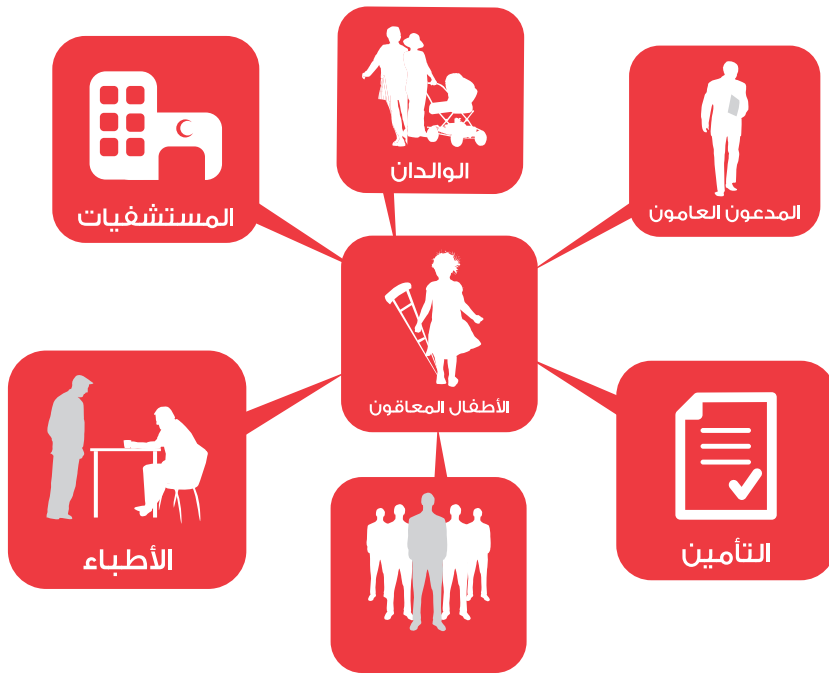 الوالدان
المدعون العامون
المستشفيات
الأطفال المعاقون
التأمين
الأطباء